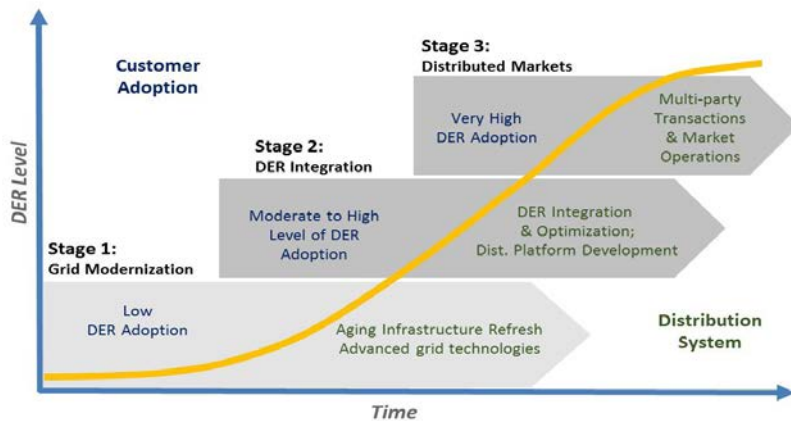 Stage 3:
Distributed Markets
Customer
Adoption
Very High
DER Adoption
Multi-party
Transactions
& Market
Operations
Stage 2:
DER Integration
Moderate to High
Level of DER
Adoption
DER Integration
& Optimization;
Dist. Platform Development
Stage 1:
Grid Modernization
Low
DER Adoption
Aging Infrastructure Refresh
Advanced grid technologies
Distribution
System
DER Level
Time